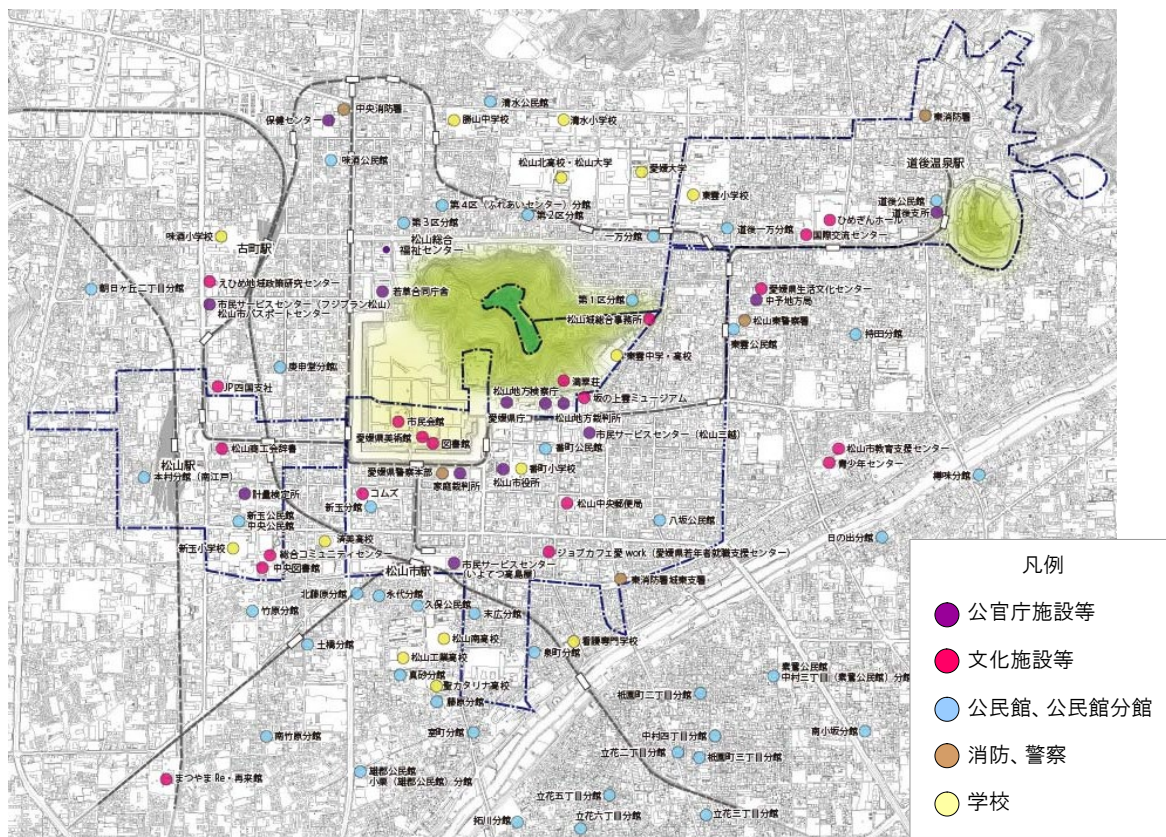 清水公民館
中央消防署
保健センター
勝山中学校
清水小学校
東消防署
味酒公民館
松山北高校・松山大学
愛媛大学
道後温泉駅
東雲小学校
第4区(ふれあいセンター)分館
第2区分館
道後公民館
道後支所
ひめぎんホール
第3区分館
味酒小学校
古町駅
松山総合
福祉センター
一万分館
道後一万分館
国際交流センター
えひめ地域政策研究センター
朝日ヶ丘二丁目分館
若草合同庁舎
市民サービスセンター(フジグラン松山)
松山市パスポートセンター
第1区分館
愛媛県生活文化センター
中予地方局
松山城総合事務所
松山東警察署
東雲公民館
持田分館
東雲中学・高校
庚申堂分館
JP四国支社
萬翠荘
松山地方検察庁
坂の上雲ミュージアム
愛媛県庁
松山地方裁判所
市民会館
愛媛県美術館
図書館
市民サービスセンター(松山三越)
番町公民館
松山商工会辞書
松山駅
本村分館(南江戸)
愛媛県警察本部
家庭裁判所
松山市役所
番町小学校
松山市教育支援センター
青少年センター
樽味分館
計量検定所
コムズ
新玉分館
松山中央郵便局
新玉公民館
中央公民館
八坂公民館
済美高校
新玉小学校
総合コミュニティセンター
中央図書館
日の出分館
松山市駅
市民サービスセンター
(いよてつ高島屋)
ジョブカフェ愛 work(愛媛県若年者就職支援センター)
東消防署城東支署
北藤原分館
永代分館
竹原分館
久保公民館
末広分館
土橋分館
松山南高校
看護専門学校
松山工業高校
泉町分館
真砂分館
聖カタリナ高校
藤原分館
素鵞公民館
中村三丁目(素鵞公民館)分館
祇園町二丁目分館
南竹原分館
室町分館
中村四丁目分館
南小坂分館
立花二丁目分館
祇園町三丁目分館
まつやま Re・再来館
雄郡公民館
小栗(雄郡公民館)分館
立花五丁目分館
拓川分館
立花六丁目分館
立花三丁目分館
凡例
公官庁施設等
文化施設等
公民館、公民館分館
消防、警察
学校